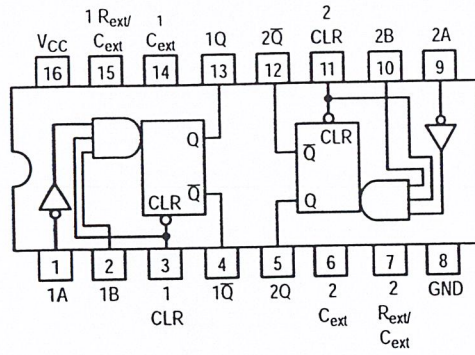 1 Rext/ 1 2
VCC Cext Cext 1Q 2Q̅ CLR 2B 2A
16 15 14 13 12 11 10 9
Q Q̅ CLR
CLR Q̅ Q
1 2 3 4 5 6 7 8
1A 1B 1 1Q̅ 2Q 2 2 GND
CLR Cext Rext/
Cext